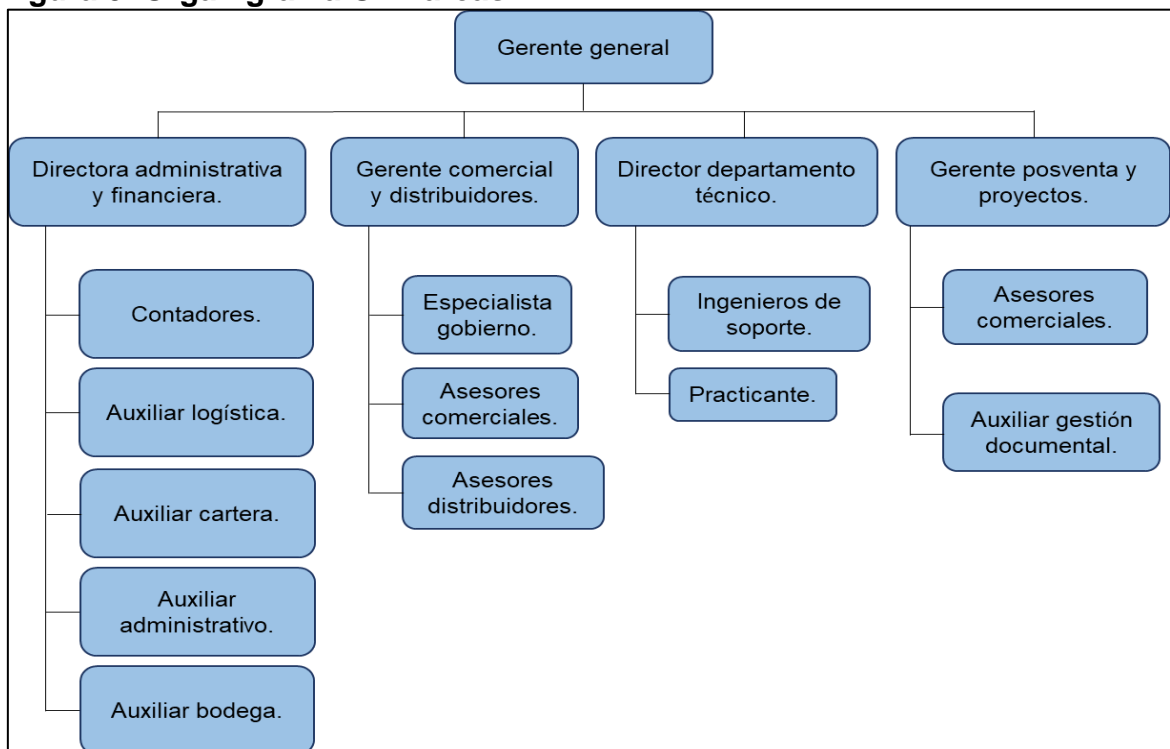 Gerente general
Directora administrativa
y financiera.
Gerente comercial
y distribuidores.
Director departamento
técnico.
Gerente posventa y
proyectos.
Contadores.
Auxiliar logística.
Auxiliar cartera.
Auxiliar
administrativo.
Auxiliar bodega.
Especialista
gobierno.
Asesores
comerciales.
Asesores
distribuidores.
Ingenieros de
soporte.
Practicante.
Asesores
comerciales.
Auxiliar gestión
documental.